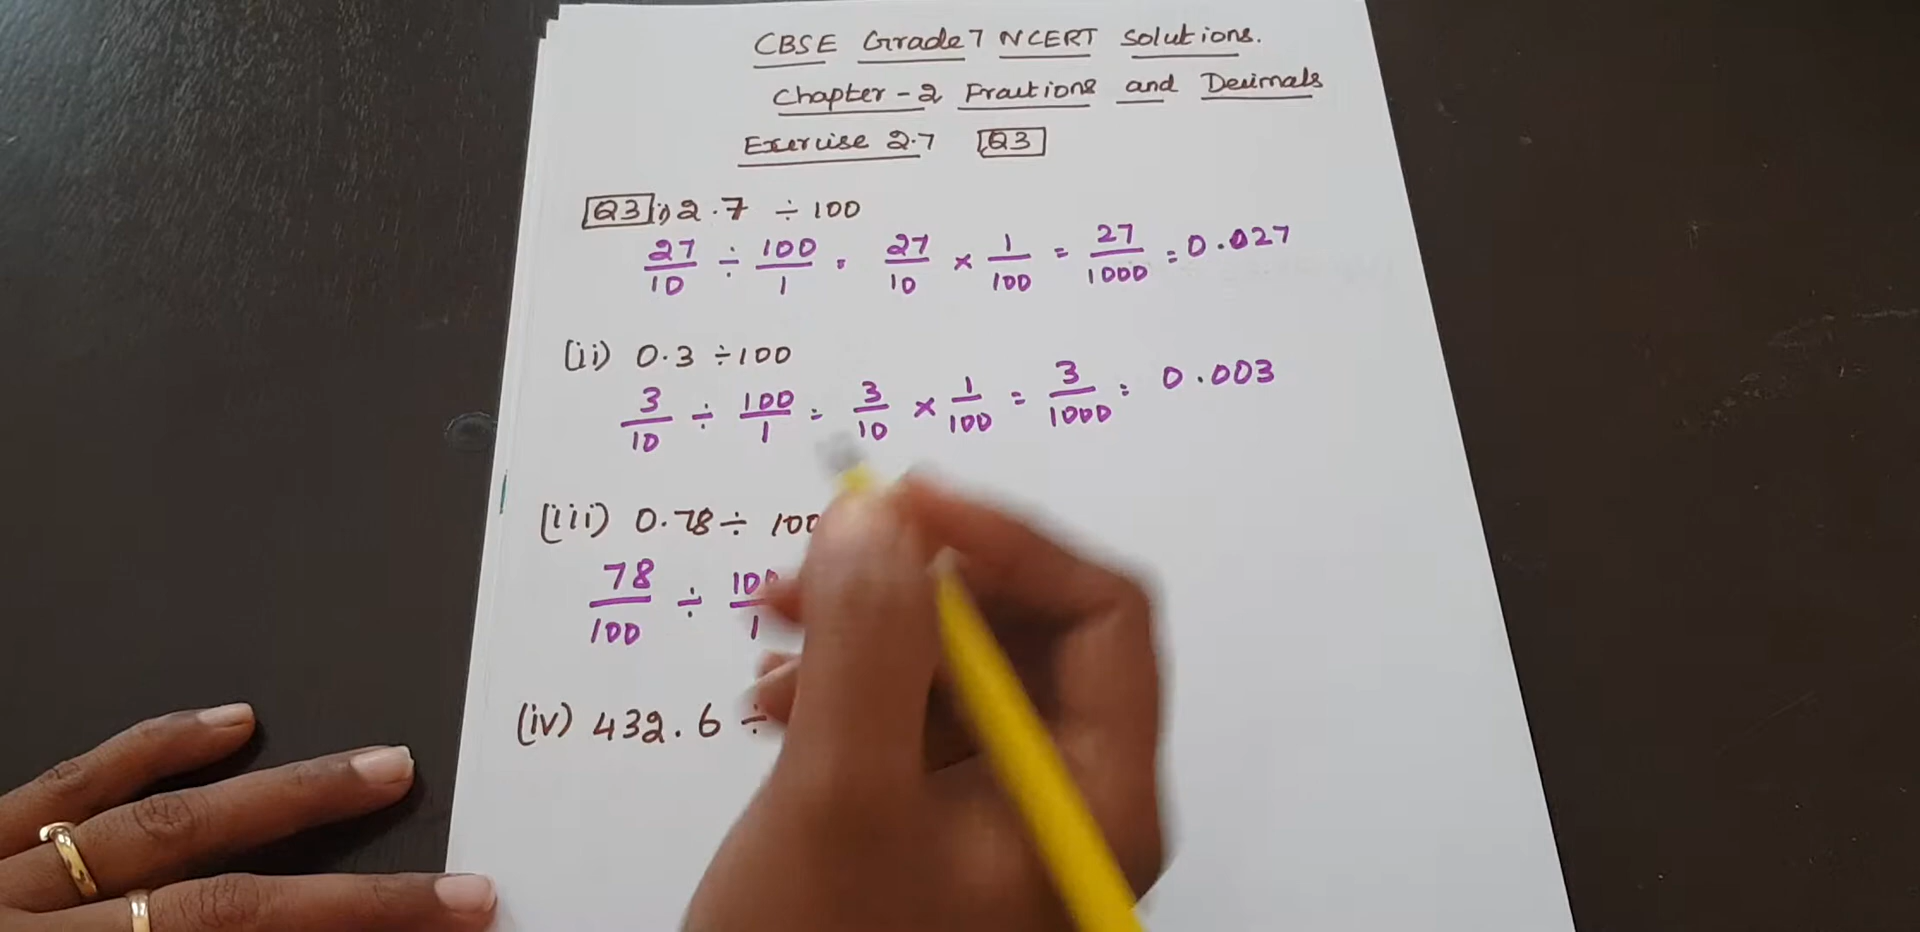 CBSE Grade 7 NCERT Solutions.
Chapter - 2 Fractions and Decimals
Exercise 2.7 Q3
Q3 i) 2.7 ÷ 100
27/10 ÷ 100/1 = 27/10 × 1/100 = 27/1000 = 0.027
(ii) 0.3 ÷ 100
3/10 ÷ 100/1 = 3/10 × 1/100 = 3/1000 = 0.003
(iii) 0.78 ÷ 100
78/100 ÷ 100/1
(iv) 432.6 ÷